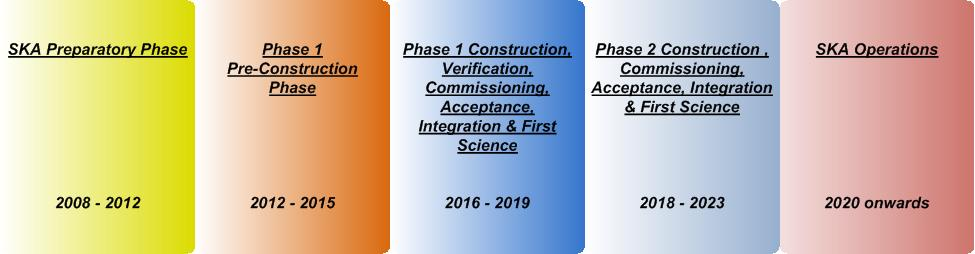 SKA Preparatory Phase
2008 - 2012
Phase 1
Pre-Construction
Phase
2012 - 2015
Phase 1 Construction,
Verification,
Commissioning,
Acceptance,
Integration & First
Science
2016 - 2019
Phase 2 Construction ,
Commissioning,
Acceptance, Integration
& First Science
2018 - 2023
SKA Operations
2020 onwards